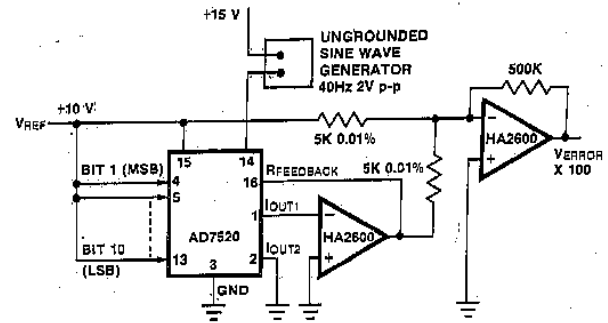 +15 V
UNGROUNDED
SINE WAVE
GENERATOR
40Hz 2V p-p
+10 V
VREF
5K 0.01%
500K
HA2600
VERROR
X 100
15
14
BIT 1 (MSB)
4
5
RFEEDBACK
16
5K 0.01%
IOUT1
1
AD7520
HA2600
BIT 10
(LSB)
13
3
2
IOUT2
GND